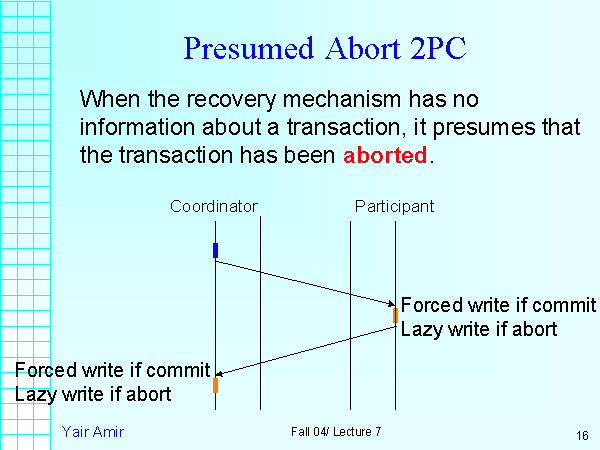 Presumed Abort 2PC
When the recovery mechanism has no
information about a transaction, it presumes that
the transaction has been aborted.
Coordinator
Participant
Forced write if commit
Lazy write if abort
Forced write if commit
Lazy write if abort
Yair Amir
Fall 04/ Lecture 7
16